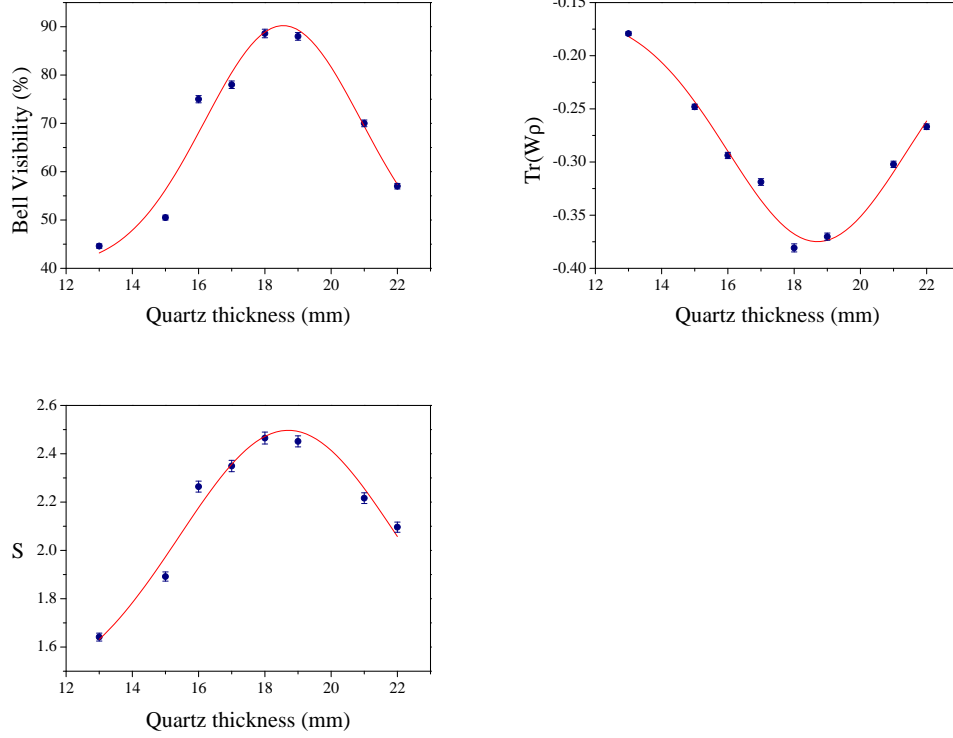 90
80
70
60
50
40
12 14 16 18 20 22
Bell Visibility (%)
Quartz thickness (mm)
-0.15
-0.20
-0.25
-0.30
-0.35
-0.40
12 14 16 18 20 22
Tr(Wρ)
Quartz thickness (mm)
2.6
2.4
2.2
2.0
1.8
1.6
12 14 16 18 20 22
S
Quartz thickness (mm)